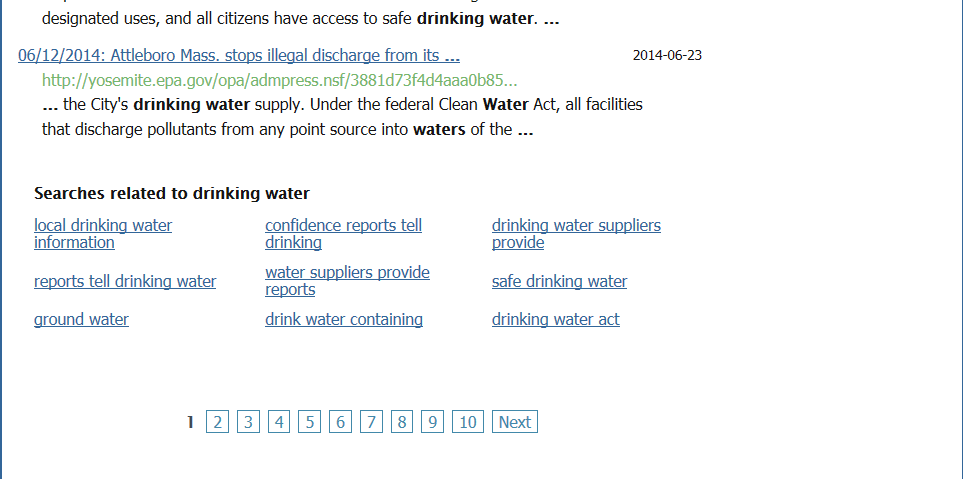 designated uses, and all citizens have access to safe drinking water. ...
06/12/2014: Attleboro Mass. stops illegal discharge from its ... 2014-06-23
http://yosemite.epa.gov/opa/admpress.nsf/3881d73f4d4aaa0b85...
... the City's drinking water supply. Under the federal Clean Water Act, all facilities
that discharge pollutants from any point source into waters of the ...
Searches related to drinking water
local drinking water information
confidence reports tell drinking
drinking water suppliers provide
reports tell drinking water
water suppliers provide reports
safe drinking water
ground water
drink water containing
drinking water act
1 2 3 4 5 6 7 8 9 10 Next